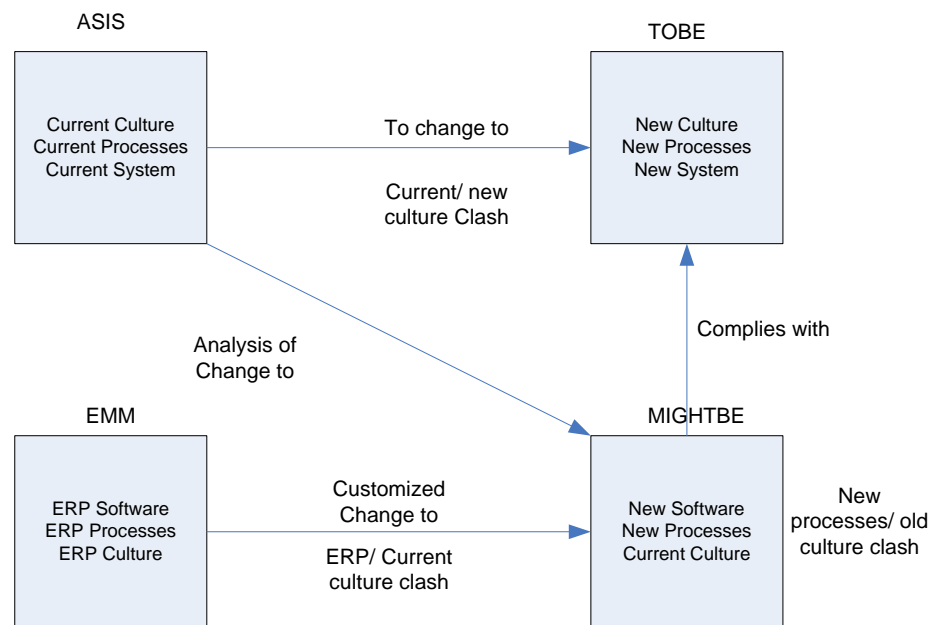 ASIS
TOBE
Current Culture
Current Processes
Current System
To change to
Current/ new
culture Clash
New Culture
New Processes
New System
Analysis of
Change to
Complies with
EMM
MIGHTBE
ERP Software
ERP Processes
ERP Culture
Customized
Change to
ERP/ Current
culture clash
New Software
New Processes
Current Culture
New
processes/ old
culture clash